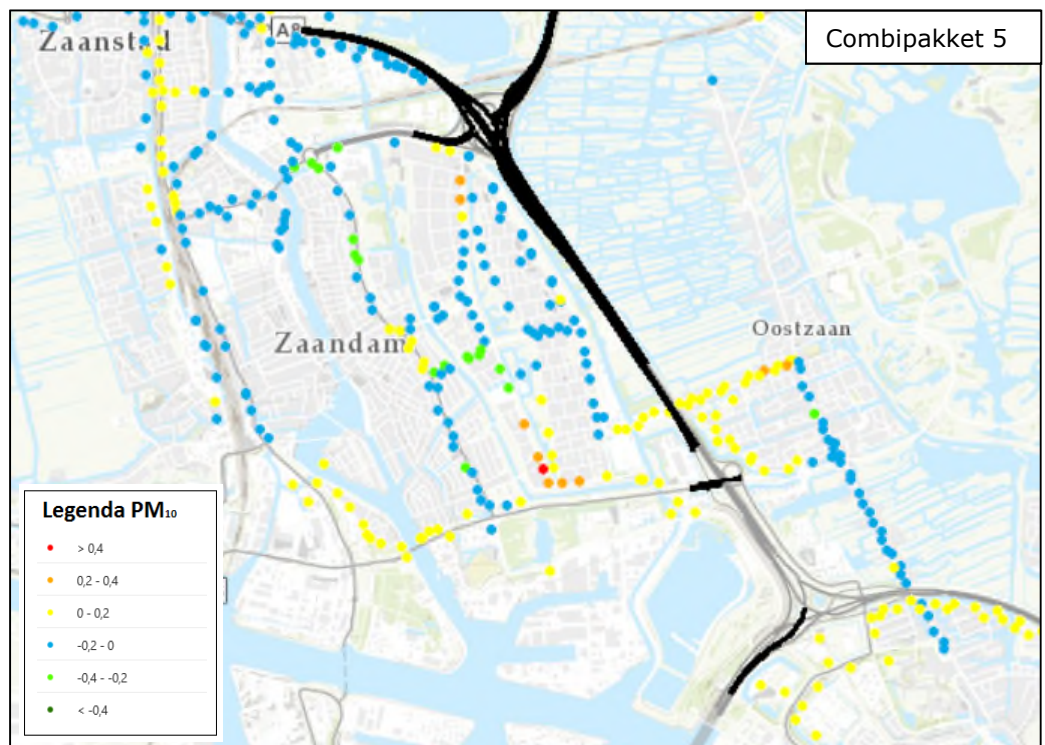 Combipakket 5
Zaanstad
A8
Oostzaan
Zaandam
Legenda PM10
> 0,4
0,2 - 0,4
0 - 0,2
-0,2 - 0
-0,4 - -0,2
< -0,4